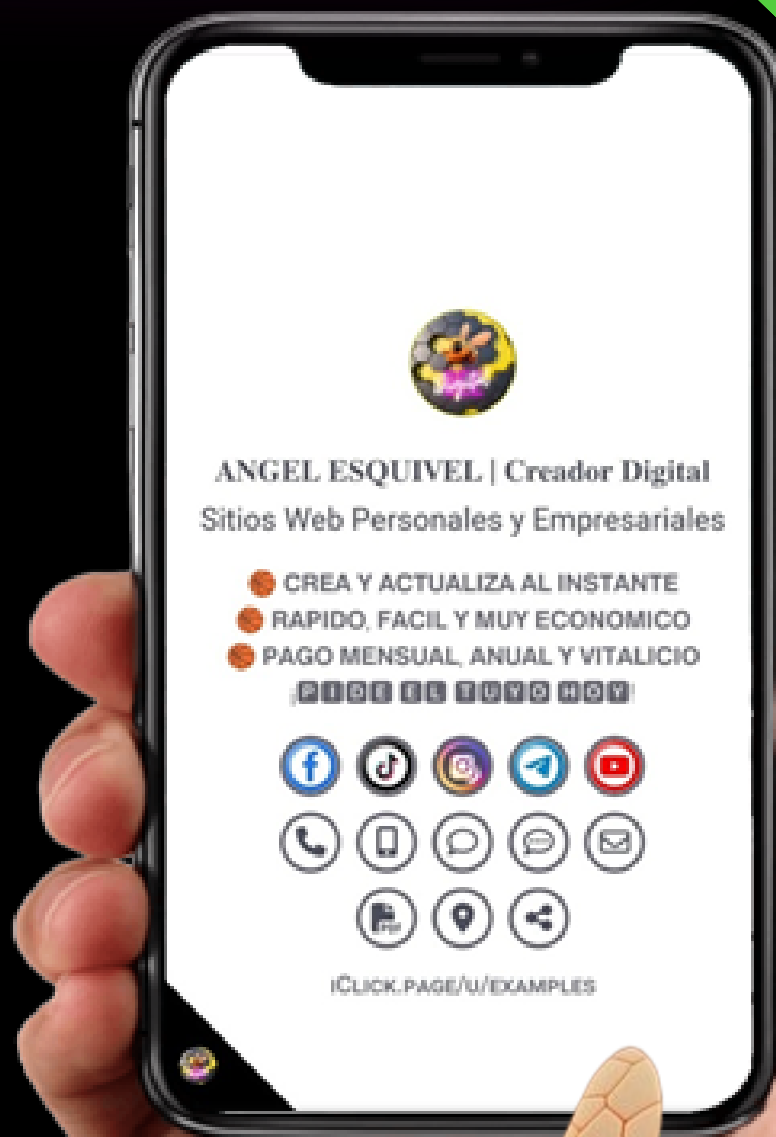 ANGEL ESQUIVEL | Creador Digital
Sitios Web Personales y Empresariales
CREA Y ACTUALIZA AL INSTANTE
RAPIDO, FACIL Y MUY ECONOMICO
PAGO MENSUAL, ANUAL Y VITALICIO
¡PIDE EL TUYO HOY!
PDF
iClick.page/u/examples